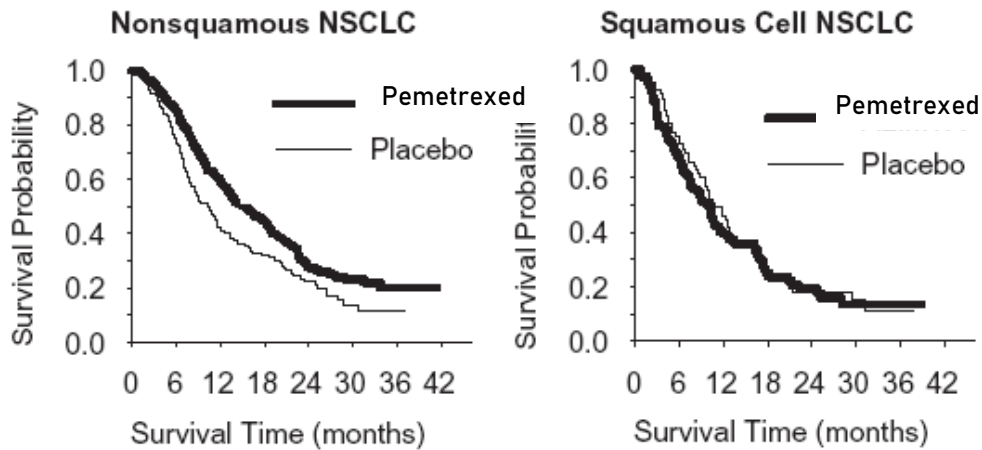 Nonsquamous NSCLC
Survival Probability
1.0
0.8
0.6
0.4
0.2
0.0
Pemetrexed
Placebo
0 6 12 18 24 30 36 42
Survival Time (months)
Squamous Cell NSCLC
1.0
0.8
0.6
0.4
0.2
0.0
Pemetrexed
Placebo
0 6 12 18 24 30 36 42
Survival Time (months)